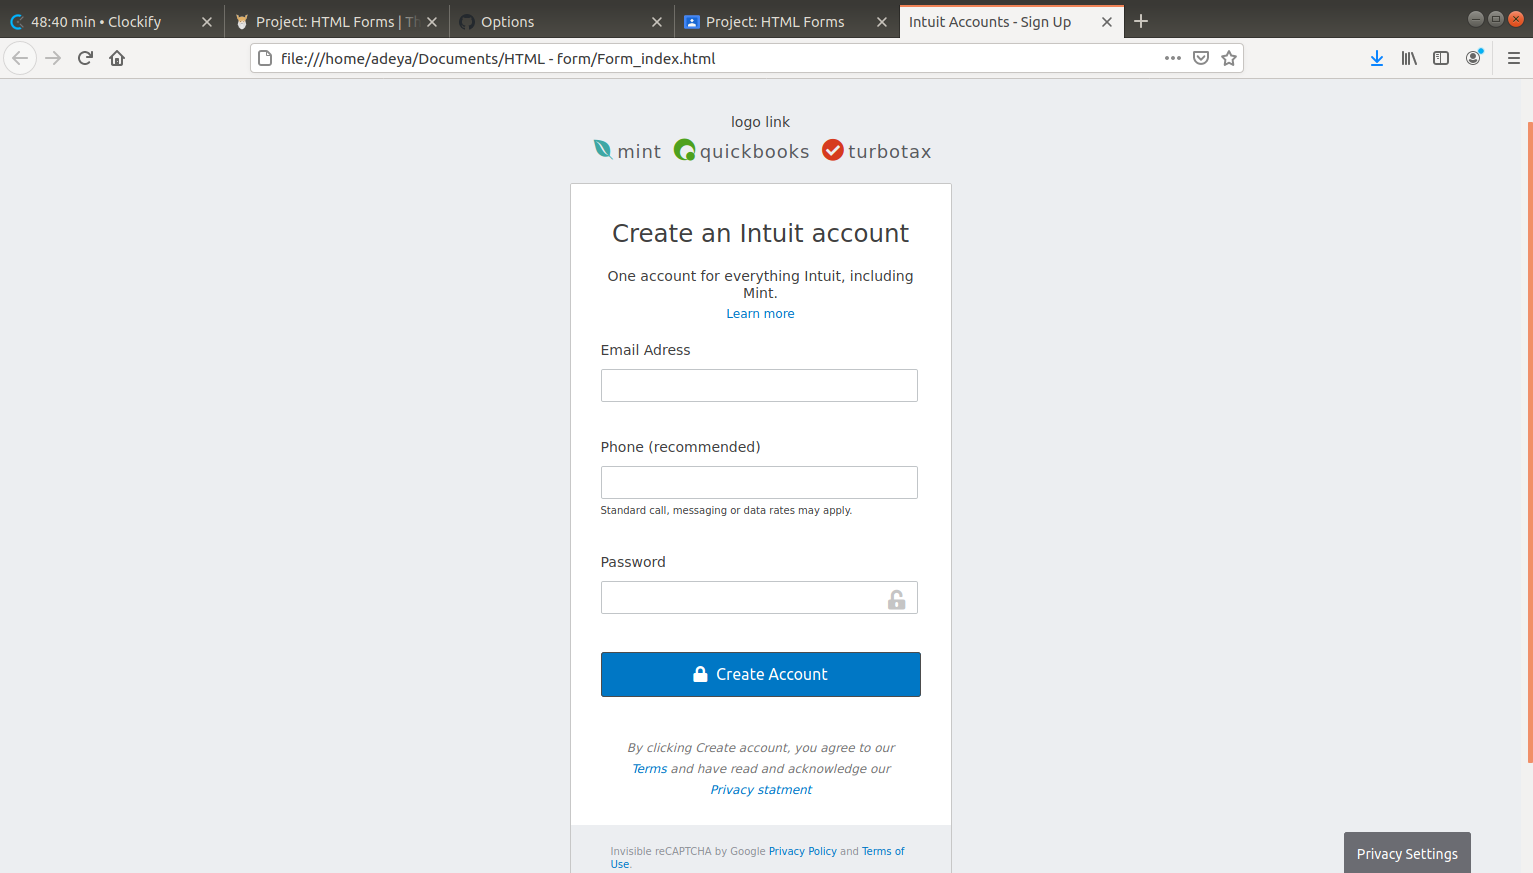 48:40 min • Clockify
Project: HTML Forms | Th
Options
Project: HTML Forms
Intuit Accounts - Sign Up
file:///home/adeya/Documents/HTML - form/Form_index.html
logo link
mint quickbooks turbotax
Create an Intuit account
One account for everything Intuit, including
Mint.
Learn more
Email Adress
Phone (recommended)
Standard call, messaging or data rates may apply.
Password
Create Account
By clicking Create account, you agree to our
Terms and have read and acknowledge our
Privacy statment
Invisible reCAPTCHA by Google Privacy Policy and Terms of
Use.
Privacy Settings